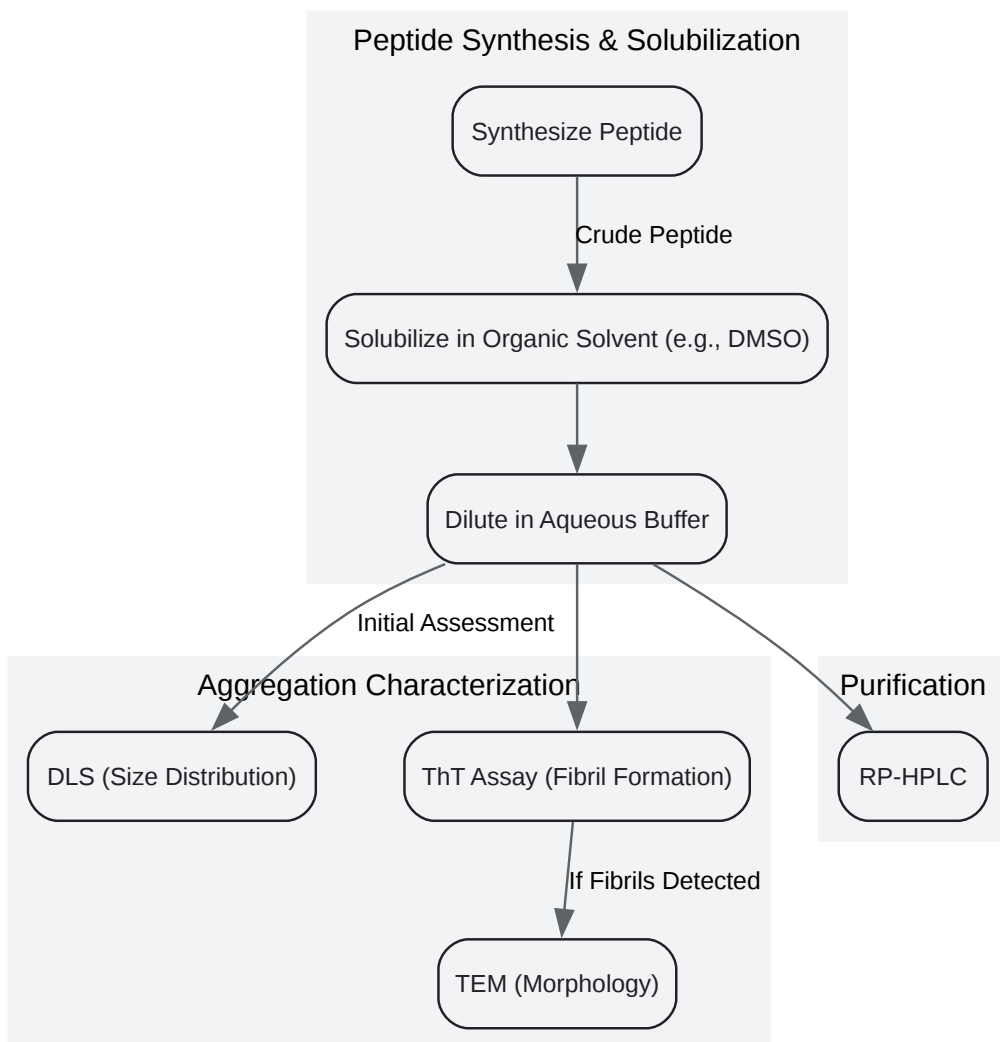 Peptide Synthesis & Solubilization
Synthesize Peptide
Crude Peptide
Solubilize in Organic Solvent (e.g., DMSO)
Dilute in Aqueous Buffer
Initial Assessment
Aggregation Characterization
Purification
DLS (Size Distribution)
ThT Assay (Fibril Formation)
RP-HPLC
If Fibrils Detected
TEM (Morphology)